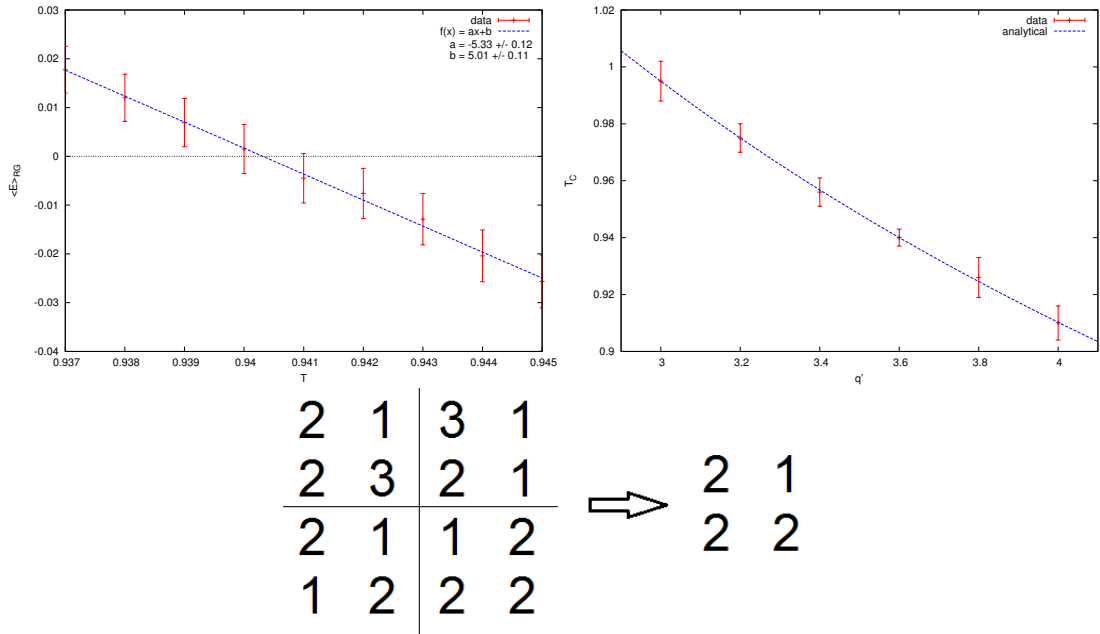 0.03
0.02
0.01
0
-0.01
-0.02
-0.03
-0.04
<E>RG
data
f(x) = ax+b
a = -5.33 +/- 0.12
b = 5.01 +/- 0.11
0.937 0.938 0.939 0.94 0.941 0.942 0.943 0.944 0.945
T
1.02
1
0.98
0.96
0.94
0.92
0.9
TC
data
analytical
3 3.2 3.4 3.6 3.8 4
q'
2 1 3 1
2 3 2 1
2 1 1 2
1 2 2 2
2 1
2 2